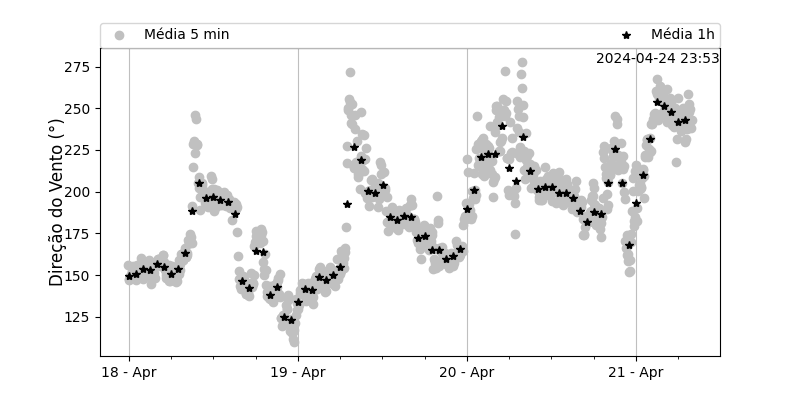 Média 5 min
Média 1h
2024-04-24 23:53
Direção do Vento (°)
275
250
225
200
175
150
125
18 - Apr
19 - Apr
20 - Apr
21 - Apr